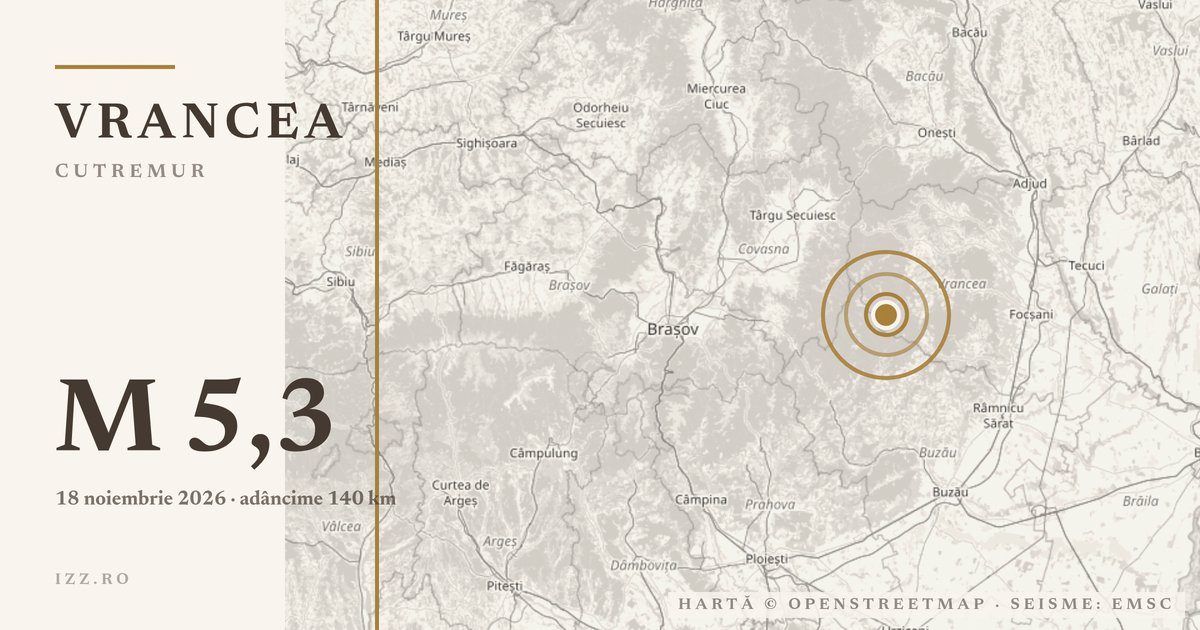 VRANCEA
CUTREMUR
M 5,3
18 noiembrie 2026 · adâncime 140 km
IZZ.RO
Harghita
Mureș
Târgu Mureș
Vaslui
Bacău
Vaslui
Bacău
Miercurea
Ciuc
Târnăveni
Odorheiu
Secuiesc
Onești
Bârlad
Sighișoara
laj
Mediaș
Adjud
Târgu Secuiesc
Covasna
Sibiu
Făgăraș
Tecuci
Sibiu
Brașov
Vrancea
Galați
Focșani
Brașov
Râmnicu
Sărat
Câmpulung
Buzău
Curtea de
Argeș
Câmpina
Prahova
Buzău
Brăila
Vâlcea
Argeș
Ploiești
Dâmbovița
Pitești
HARTĂ © OPENSTREETMAP · SEISME: EMSC